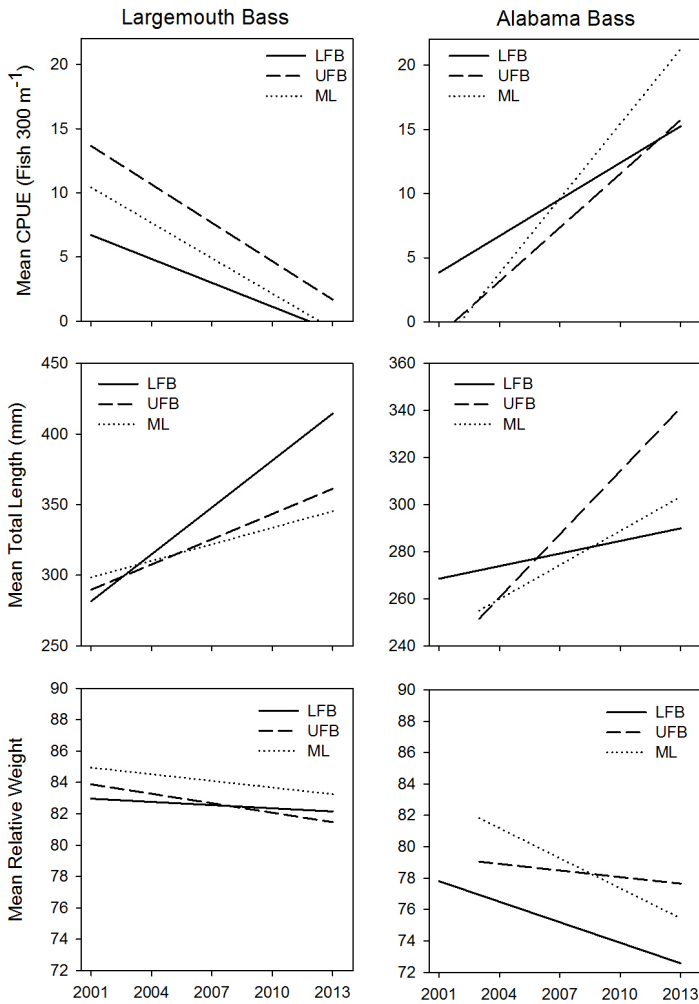 Largemouth Bass
Alabama Bass
Mean CPUE (Fish 300 m⁻¹)
20
15
10
5
0
LFB
UFB
ML
20
15
10
5
0
LFB
UFB
ML
Mean Total Length (mm)
450
400
350
300
250
LFB
UFB
ML
360
340
320
300
280
260
240
LFB
UFB
ML
Mean Relative Weight
90
88
86
84
82
80
78
76
74
72
LFB
UFB
ML
2001 2004 2007 2010 2013
90
88
86
84
82
80
78
76
74
72
LFB
UFB
ML
2001 2004 2007 2010 2013